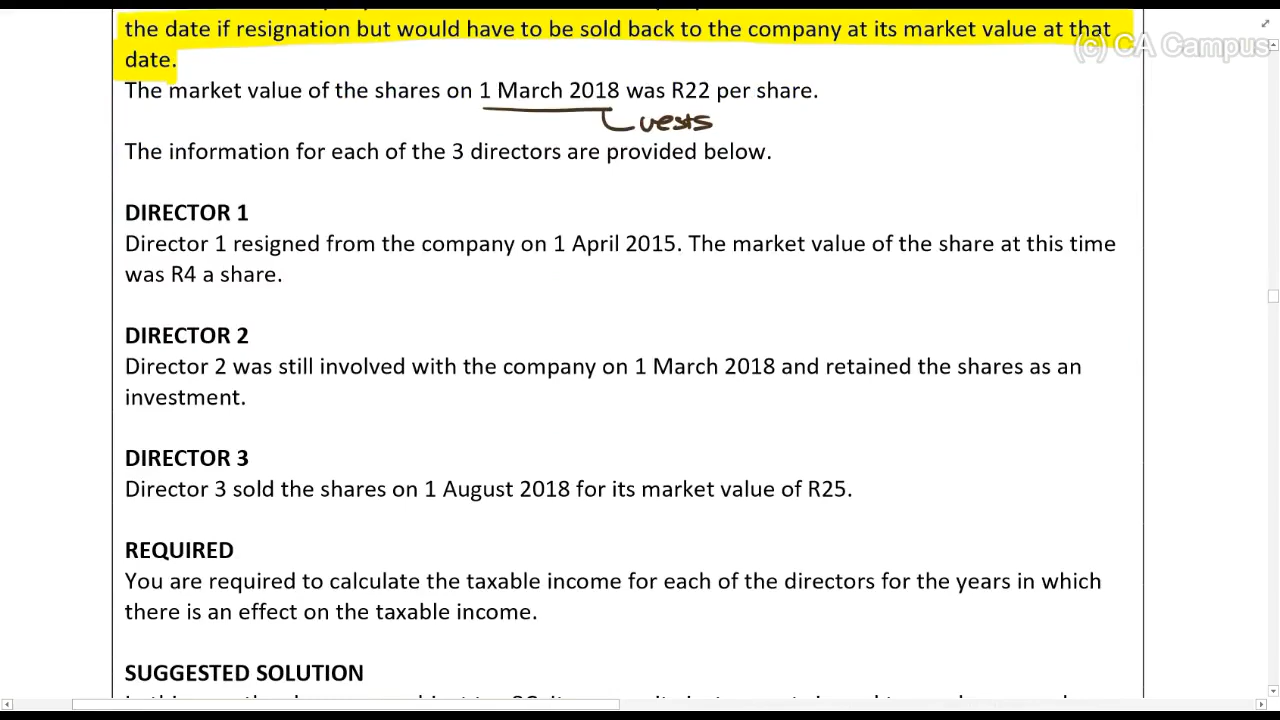 the date if resignation but would have to be sold back to the company at its market value at that
date.
(c) CA Campus
The market value of the shares on 1 March 2018 was R22 per share.
vests
The information for each of the 3 directors are provided below.
DIRECTOR 1
Director 1 resigned from the company on 1 April 2015. The market value of the share at this time
was R4 a share.
DIRECTOR 2
Director 2 was still involved with the company on 1 March 2018 and retained the shares as an
investment.
DIRECTOR 3
Director 3 sold the shares on 1 August 2018 for its market value of R25.
REQUIRED
You are required to calculate the taxable income for each of the directors for the years in which
there is an effect on the taxable income.
SUGGESTED SOLUTION